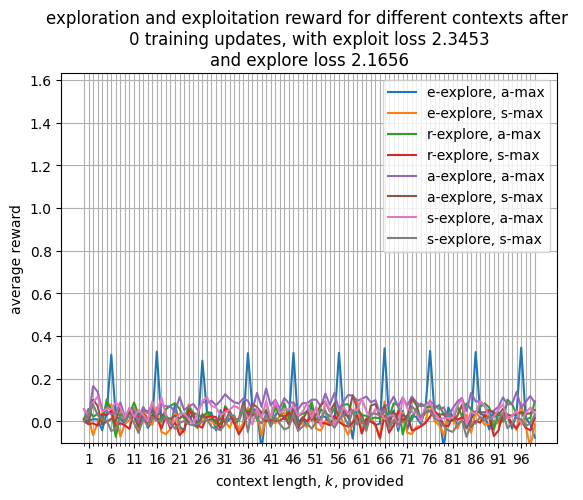 exploration and exploitation reward for different contexts after
0 training updates, with exploit loss 2.3453
and explore loss 2.1656
1.6
1.4
1.2
1.0
0.8
0.6
0.4
0.2
0.0
average reward
e-explore, a-max
e-explore, s-max
r-explore, a-max
r-explore, s-max
a-explore, a-max
a-explore, s-max
s-explore, a-max
s-explore, s-max
1 6 11 16 21 26 31 36 41 46 51 56 61 66 71 76 81 86 91 96
context length, k, provided